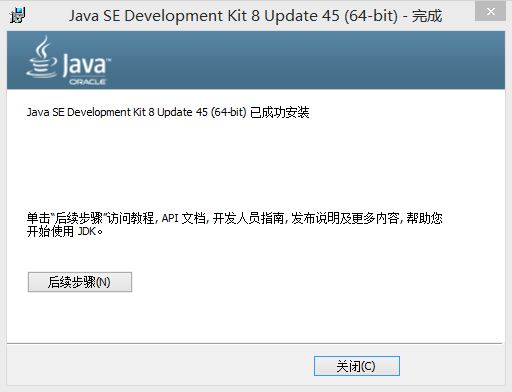 Java SE Development Kit 8 Update 45 (64-bit) - 完成
Java
ORACLE
Java SE Development Kit 8 Update 45 (64-bit) 已成功安装
单击“后续步骤”访问教程, API 文档, 开发人员指南, 发布说明及更多内容, 帮助您
开始使用 JDK。
后续步骤(N)
关闭(C)